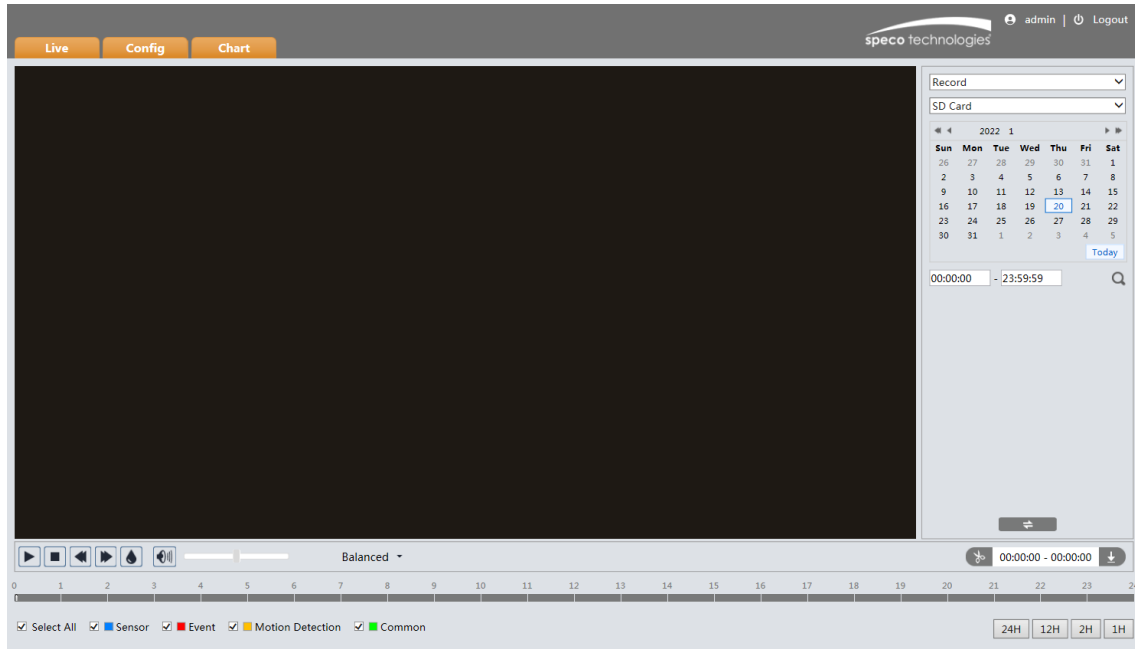 admin | Logout
Live Config Chart
speco technologies
Record
SD Card
2022 1
Sun Mon Tue Wed Thu Fri Sat
26 27 28 29 30 31 1
2 3 4 5 6 7 8
9 10 11 12 13 14 15
16 17 18 19 20 21 22
23 24 25 26 27 28 29
30 31 1 2 3 4 5
Today
00:00:00 - 23:59:59
Balanced
00:00:00 - 00:00:00
0 1 2 3 4 5 6 7 8 9 10 11 12 13 14 15 16 17 18 19 20 21 22 23 2
Select All Sensor Event Motion Detection Common
24H 12H 2H 1H